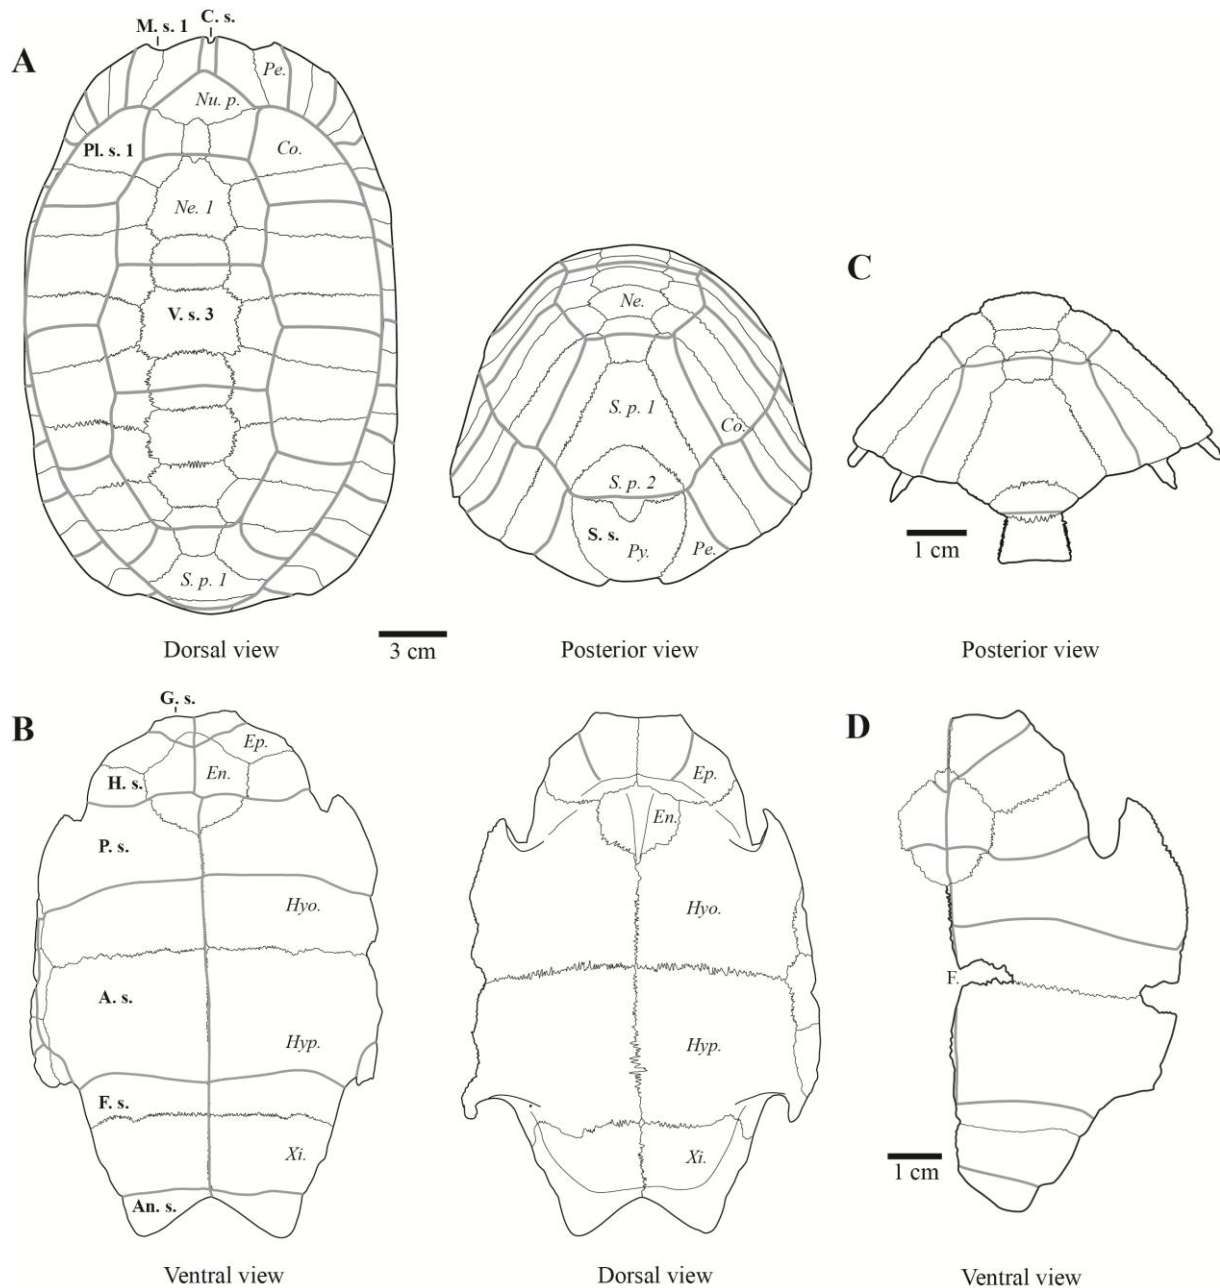 A
M. s. 1
C. s.
Pe.
Nu. p.
Pl. s. 1
Co.
Ne. 1
V. s. 3
S. p. 1
Dorsal view
3 cm
Ne.
S. p. 1
Co.
S. p. 2
S. s.
Py.
Pe.
Posterior view
C
1 cm
Posterior view
B
G. s.
Ep.
En.
H. s.
P. s.
Hyo.
A. s.
Hyp.
F. s.
Xi.
An. s.
Ventral view
Ep.
En.
Hyo.
Hyp.
Xi.
Dorsal view
D
F.
1 cm
Ventral view